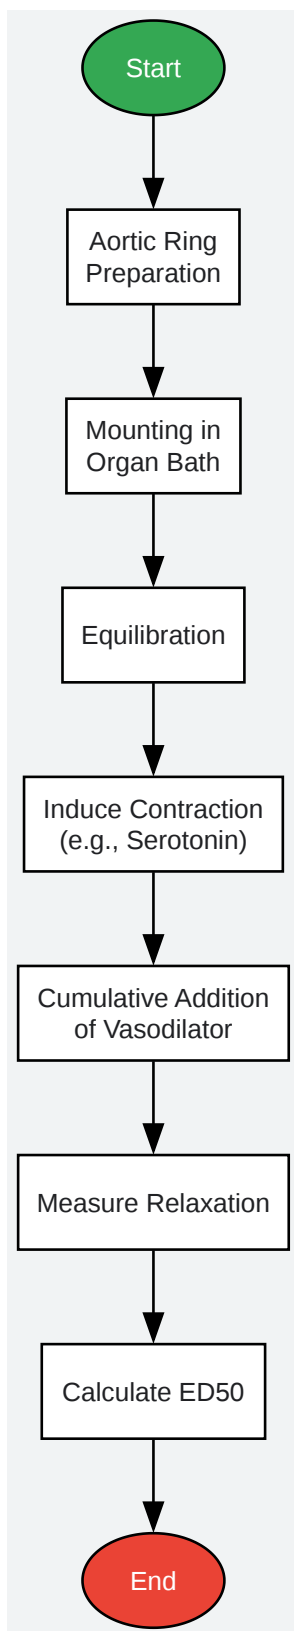 Start
Aortic Ring
Preparation
Mounting in
Organ Bath
Equilibration
Induce Contraction
(e.g., Serotonin)
Cumulative Addition
of Vasodilator
Measure Relaxation
Calculate ED50
End